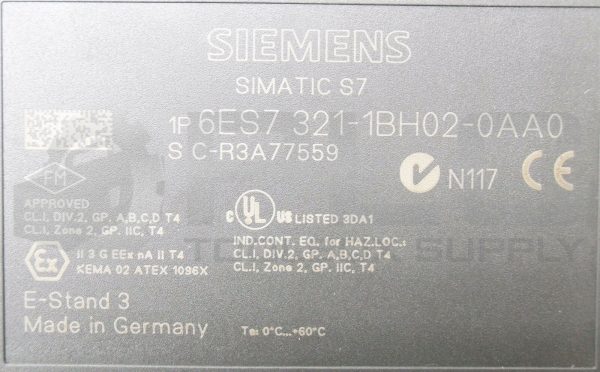 SIEMENS
SIMATIC S7
1P 6ES7 321-1BH02-0AA0
S C-R3A77559
N117 CE
FM
APPROVED
CL.I, DIV.2, GP. A,B,C,D T4
CL.I, Zone 2, GP. IIC, T4
c UL us LISTED 3DA1
IND.CONT. EQ. for HAZ.LOC.:
CL.I, DIV.2, GP. A,B,C,D T4
CL.I, Zone 2, GP. IIC, T4
Ex II 3 G EEx nA II T4
KEMA 02 ATEX 1096X
E-Stand 3
Made in Germany
Ta: 0°C...+60°C
SUPPLY